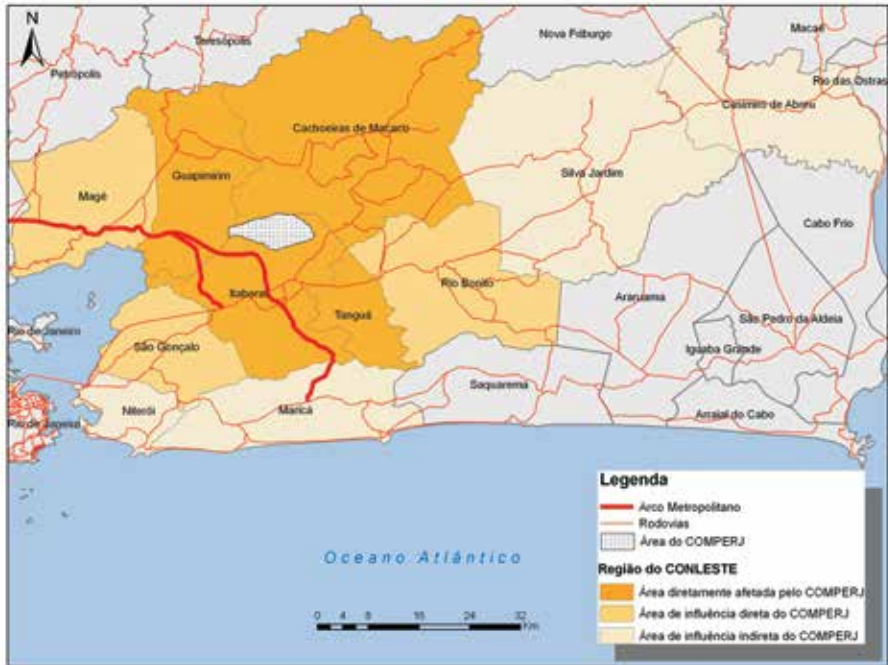 N
Petrópolis
Teresópolis
Nova Friburgo
Macaé
Rio das Ostras
Casimiro de Abreu
Cachoeiras de Macacu
Guapimirim
Magé
Silva Jardim
Cabo Frio
Itaboraí
Rio Bonito
Tanguá
Araruama
São Pedro da Aldeia
Rio de Janeiro
São Gonçalo
Iguaba Grande
Saquarema
Arraial do Cabo
Niterói
Maricá
Rio de Janeiro
Oceano Atlântico
0 2 4 8 16 24 32
Km
Legenda
Arco Metropolitano
Rodovias
Área do COMPERJ
Região do CONLESTE
Área diretamente afetada pelo COMPERJ
Área de influência direta do COMPERJ
Área de influência indireta do COMPERJ